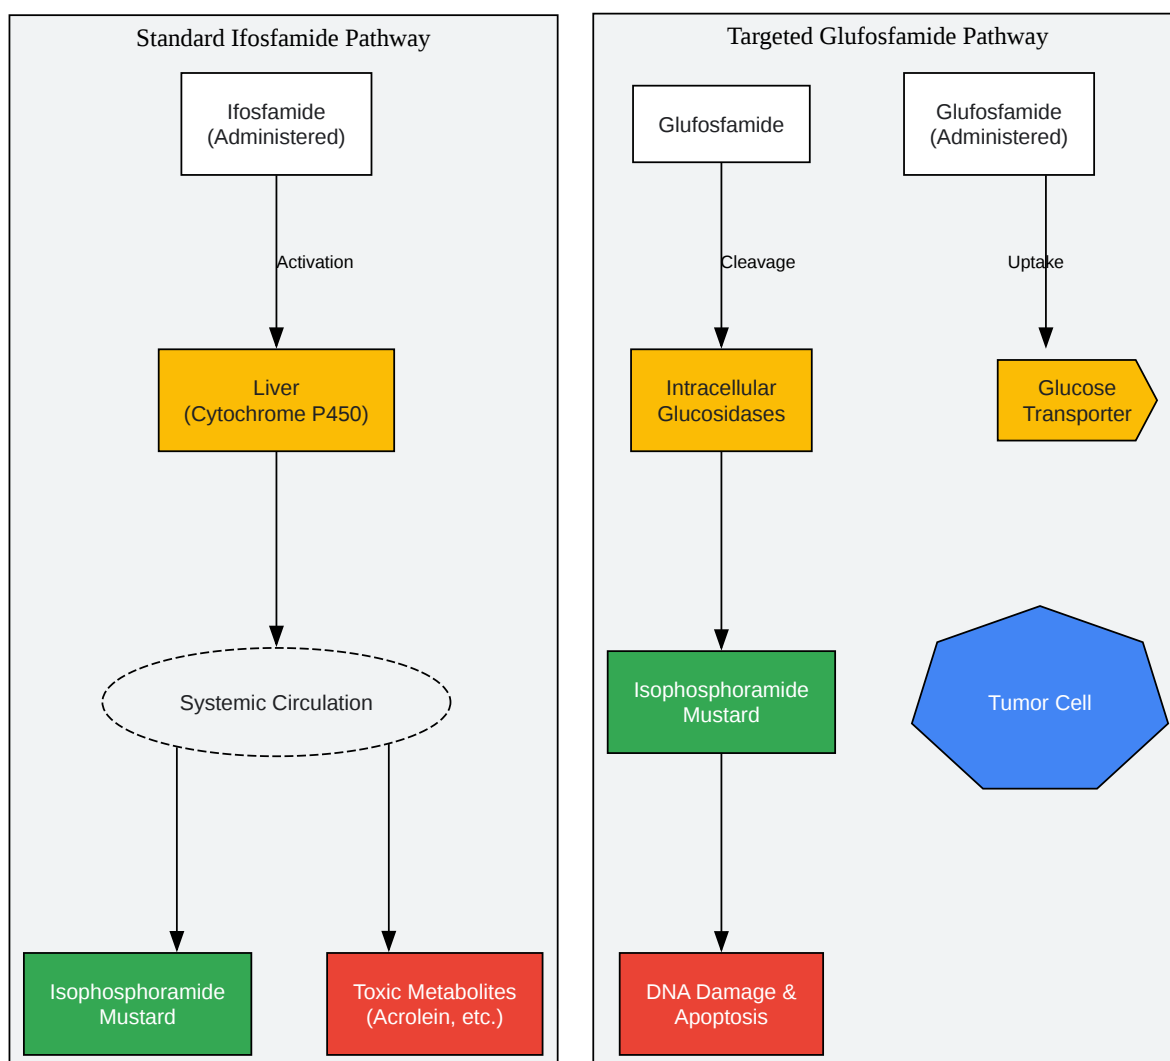 Standard Ifosfamide Pathway
Ifosfamide
(Administered)
Activation
Liver
(Cytochrome P450)
Systemic Circulation
Isophosphoramide
Mustard
Toxic Metabolites
(Acrolein, etc.)
Targeted Glufosfamide Pathway
Glufosfamide
Cleavage
Intracellular
Glucosidases
Isophosphoramide
Mustard
DNA Damage &
Apoptosis
Glufosfamide
(Administered)
Uptake
Glucose
Transporter
Tumor Cell